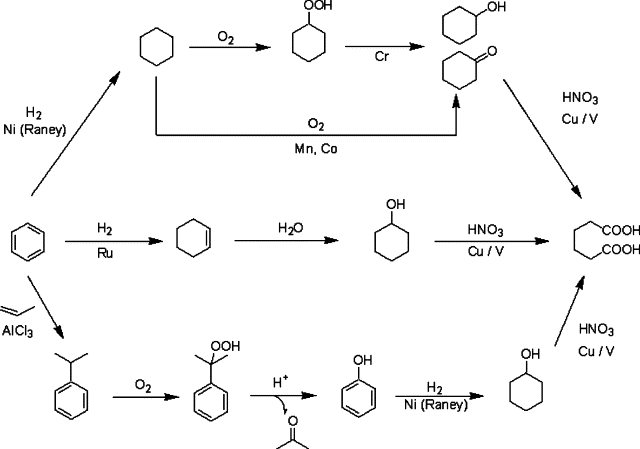 OOH
OH
O₂
Cr
O
H₂
Ni (Raney)
O₂
Mn, Co
HNO₃
Cu / V
OH
H₂
Ru
H₂O
HNO₃
Cu / V
COOH
COOH
AlCl₃
OOH
O₂
H⁺
O
OH
H₂
Ni (Raney)
OH
HNO₃
Cu / V